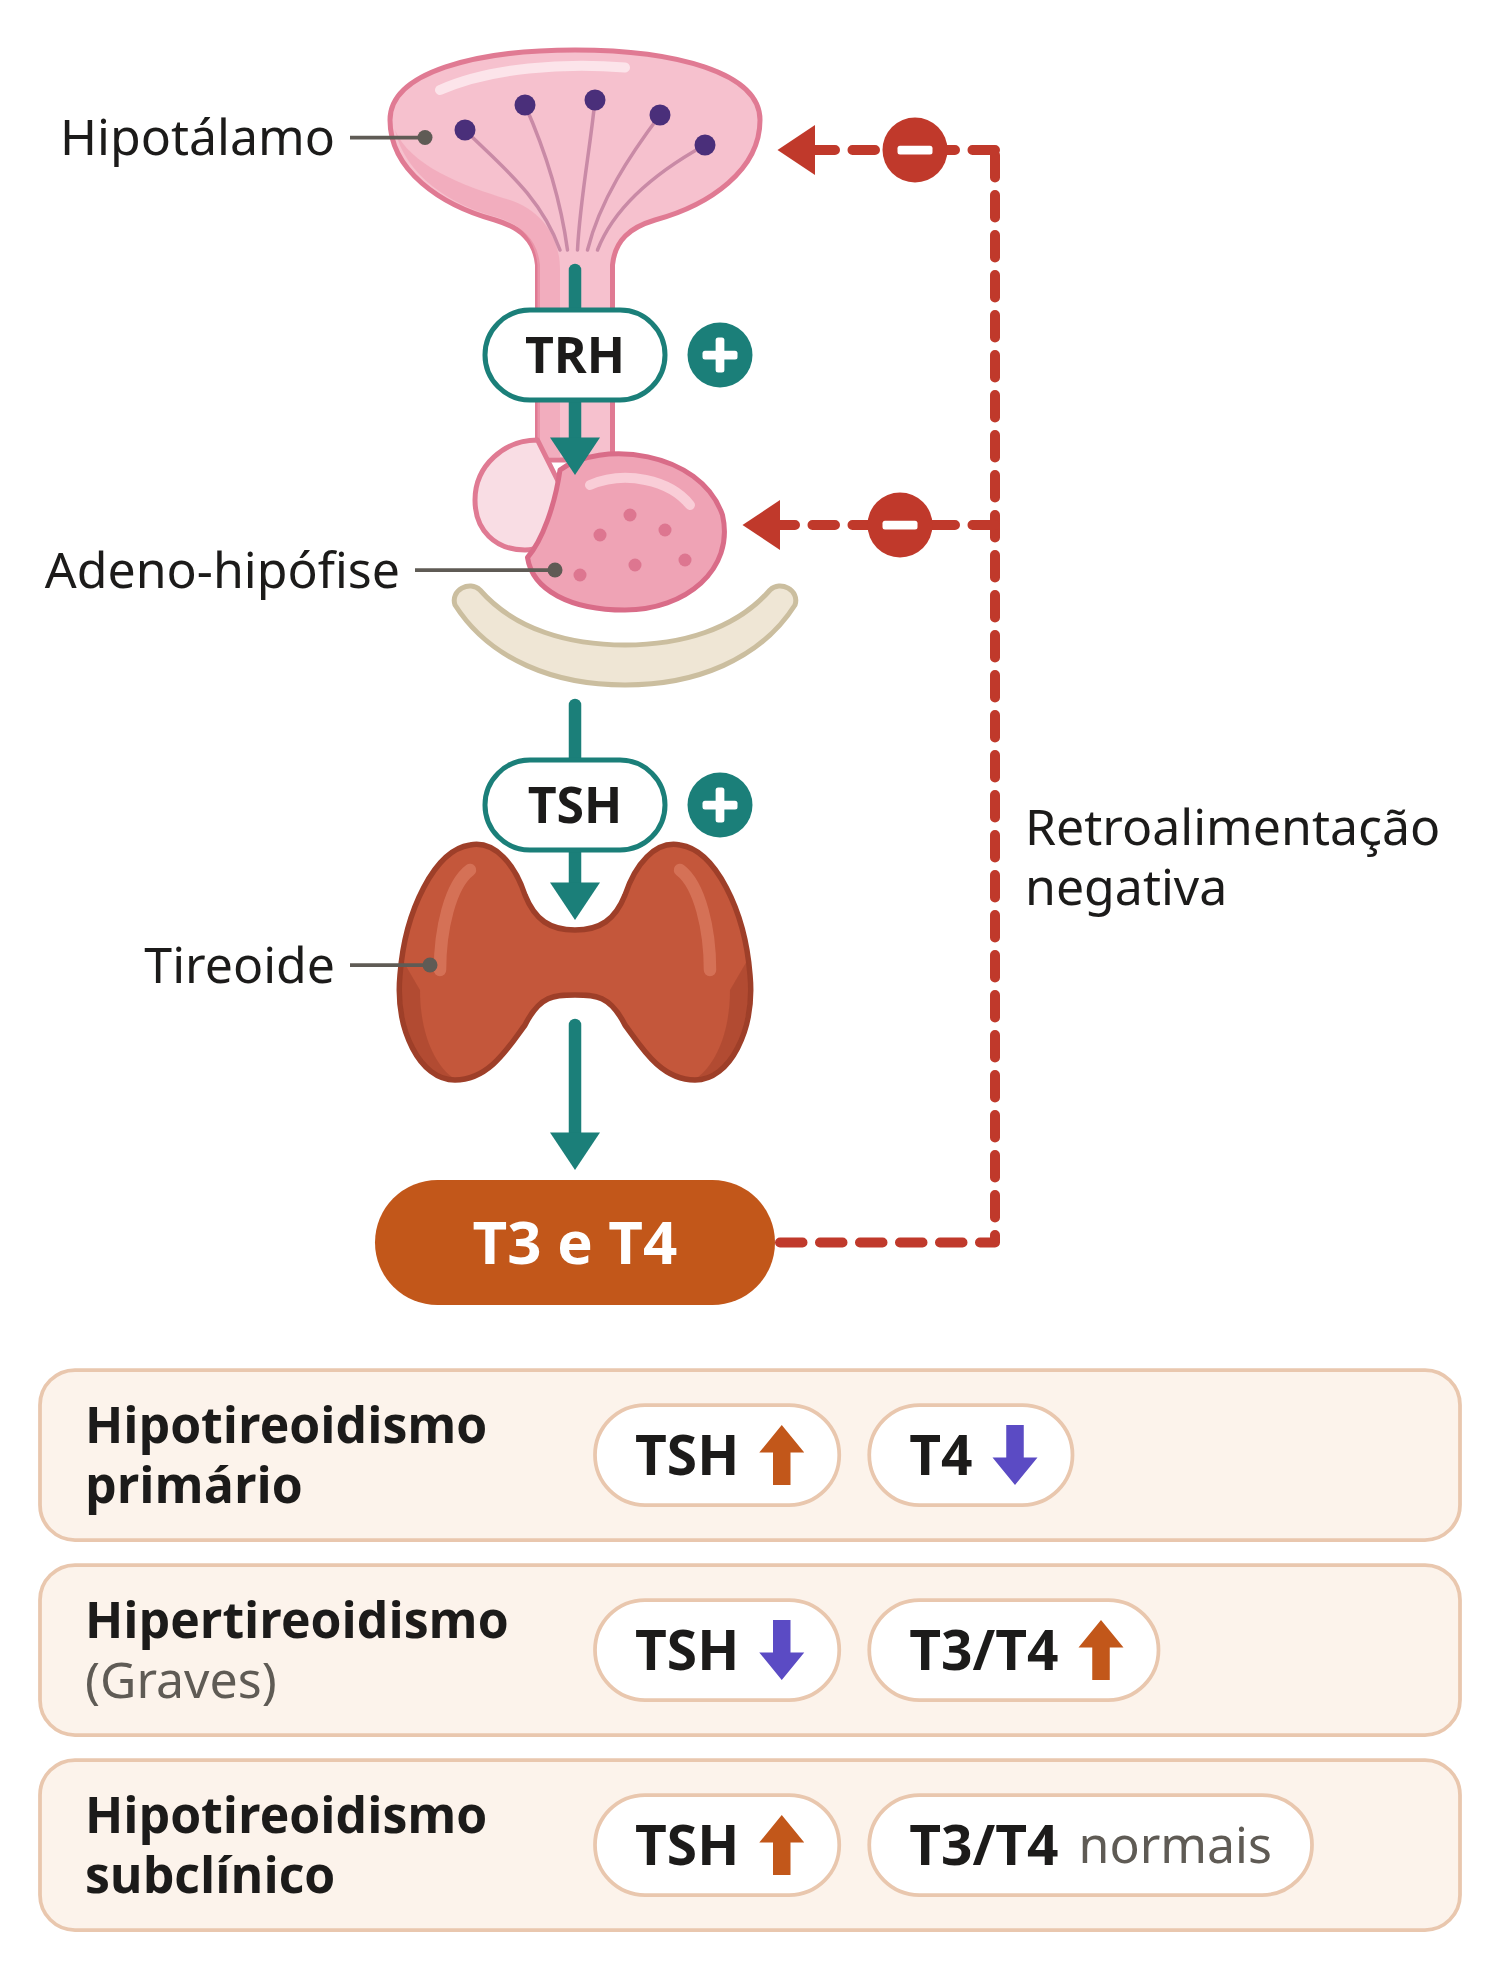 Hipotálamo
TRH
Adeno-hipófise
TSH
Retroalimentação
negativa
Tireoide
T3 e T4
Hipotireoidismo
primário
TSH
T4
Hipertireoidismo
(Graves)
TSH
T3/T4
Hipotireoidismo
subclínico
TSH
T3/T4 normais